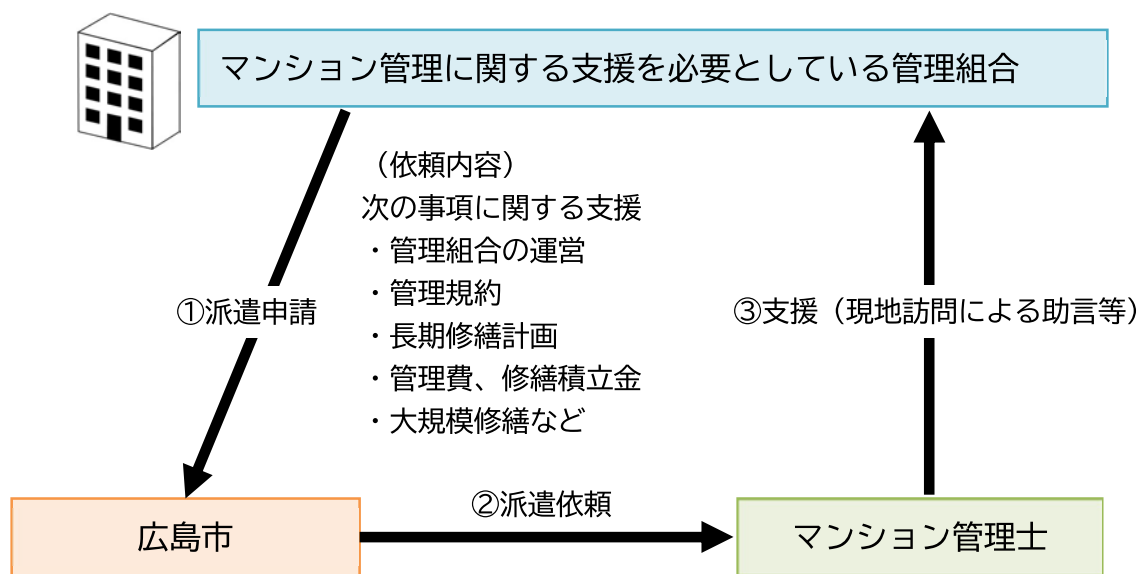 マンション管理に関する支援を必要としている管理組合
（依頼内容）
次の事項に関する支援
・管理組合の運営
・管理規約
・長期修繕計画
・管理費、修繕積立金
・大規模修繕など
①派遣申請
③支援（現地訪問による助言等）
②派遣依頼
広島市
マンション管理士